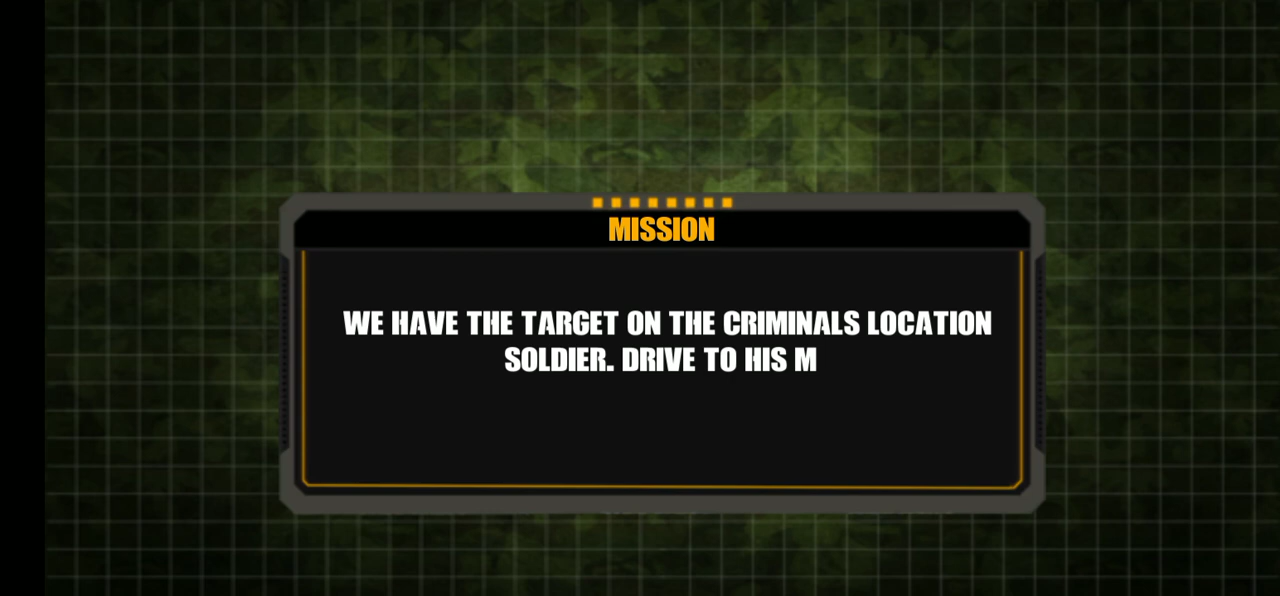 MISSION
WE HAVE THE TARGET ON THE CRIMINALS LOCATION
SOLDIER. DRIVE TO HIS M